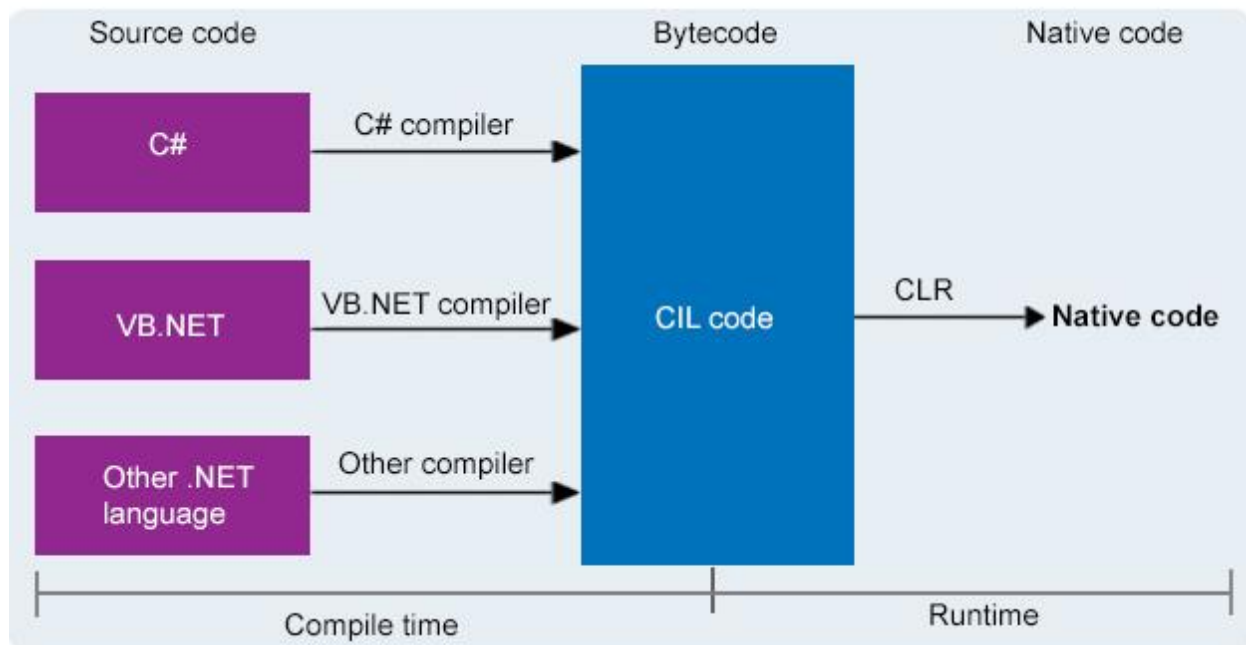 Source code
Bytecode
Native code
C#
C# compiler
VB.NET
VB.NET compiler
CIL code
CLR
Native code
Other .NET
language
Other compiler
Compile time
Runtime